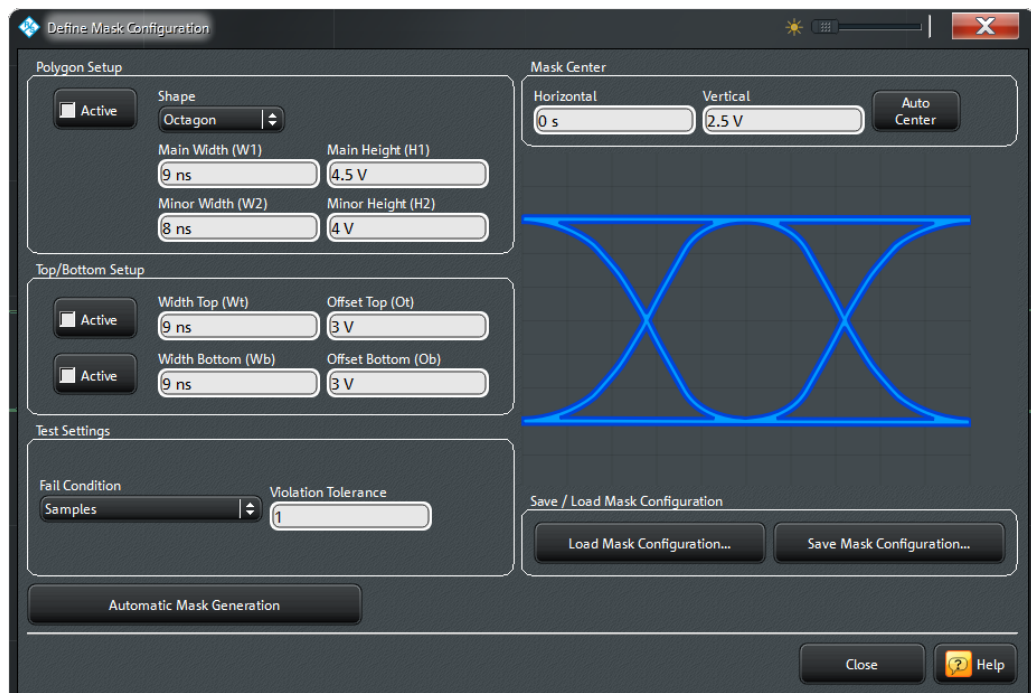 Define Mask Configuration
Polygon Setup
Active
Shape
Octagon
Main Width (W1)
Main Height (H1)
9 ns
4.5 V
Minor Width (W2)
Minor Height (H2)
8 ns
4 V
Top/Bottom Setup
Active
Width Top (Wt)
Offset Top (Ot)
9 ns
3 V
Active
Width Bottom (Wb)
Offset Bottom (Ob)
9 ns
3 V
Test Settings
Fail Condition
Samples
Violation Tolerance
1
Automatic Mask Generation
Mask Center
Horizontal
Vertical
0 s
2.5 V
Auto
Center
Save / Load Mask Configuration
Load Mask Configuration...
Save Mask Configuration...
Close
Help